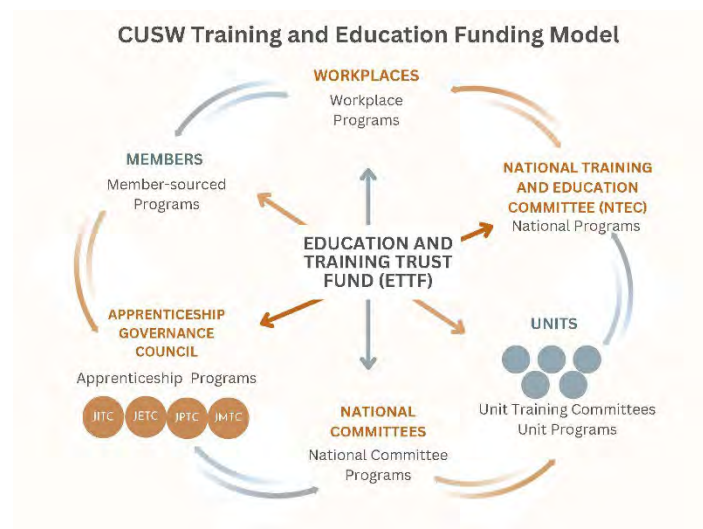 CUSW Training and Education Funding Model
WORKPLACES
Workplace
Programs
MEMBERS
Member-sourced
Programs
NATIONAL TRAINING
AND EDUCATION
COMMITTEE (NTEC)
National Programs
EDUCATION AND
TRAINING TRUST
FUND (ETTF)
APPRENTICESHIP
GOVERNANCE
COUNCIL
Apprenticeship Programs
JITC JETC JPTC JMTC
UNITS
Unit Training Committees
Unit Programs
NATIONAL
COMMITTEES
National Committee
Programs